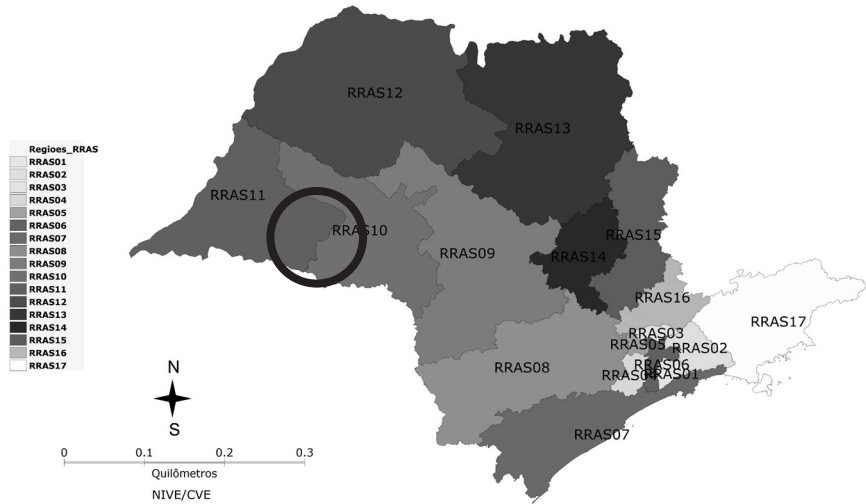 RRAS12
RRAS13
Regioes_RRAS
RRAS01
RRAS02
RRAS03
RRAS04
RRAS05
RRAS06
RRAS07
RRAS08
RRAS09
RRAS10
RRAS11
RRAS12
RRAS13
RRAS14
RRAS15
RRAS16
RRAS17
RRAS11
RRAS10
RRAS15
RRAS09
RRAS14
RRAS16
RRAS17
RRAS03
RRAS05
RRAS02
RRAS06
RRAS08
RRAS04
RRAS01
RRAS07
N
S
0 0.1 0.2 0.3
Quilômetros
NIVE/CVE